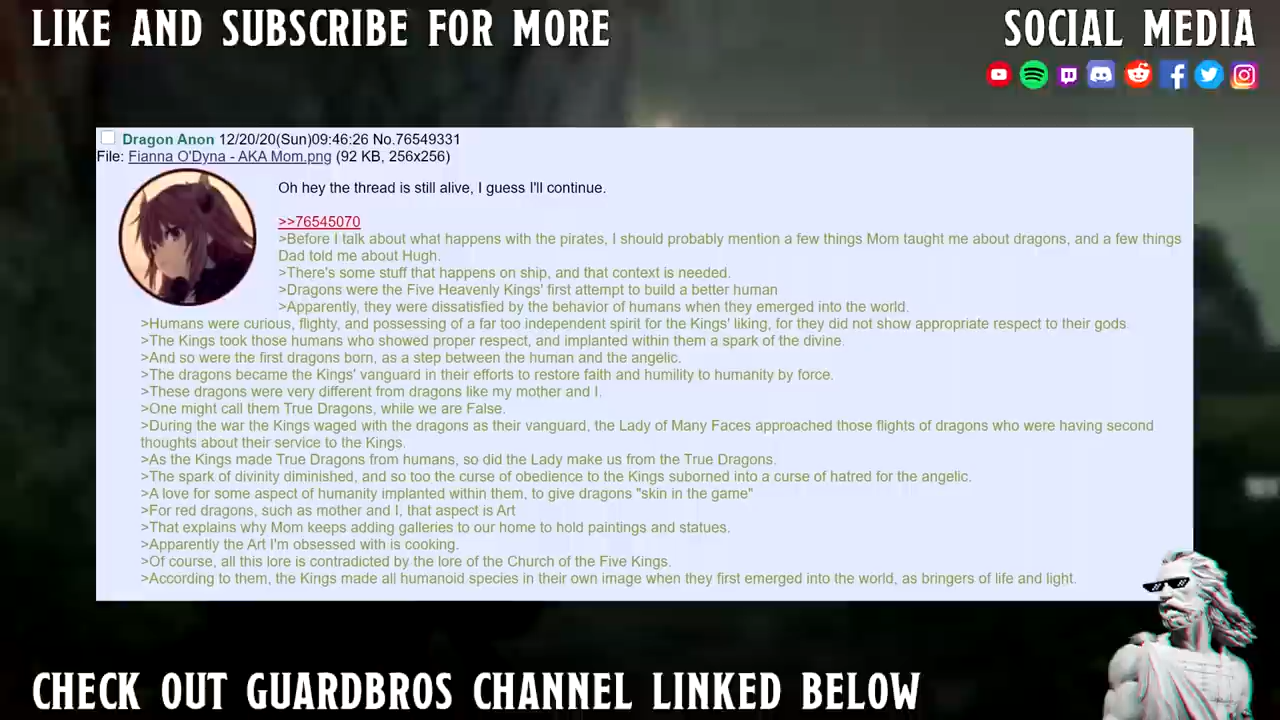 LIKE AND SUBSCRIBE FOR MORE
SOCIAL MEDIA
Dragon Anon 12/20/20(Sun)09:46:26 No.76549331
File: Fianna O'Dyna - AKA Mom.png (92 KB, 256x256)
Oh hey the thread is still alive, I guess I'll continue.
>>76545070
>Before I talk about what happens with the pirates, I should probably mention a few things Mom taught me about dragons, and a few things
Dad told me about Hugh.
>There's some stuff that happens on ship, and that context is needed.
>Dragons were the Five Heavenly Kings' first attempt to build a better human
>Apparently, they were dissatisfied by the behavior of humans when they emerged into the world.
>Humans were curious, flighty, and possessing of a far too independent spirit for the Kings' liking, for they did not show appropriate respect to their gods.
>The Kings took those humans who showed proper respect, and implanted within them a spark of the divine.
>And so were the first dragons born, as a step between the human and the angelic.
>The dragons became the Kings' vanguard in their efforts to restore faith and humility to humanity by force.
>These dragons were very different from dragons like my mother and I.
>One might call them True Dragons, while we are False.
>During the war the Kings waged with the dragons as their vanguard, the Lady of Many Faces approached those flights of dragons who were having second
thoughts about their service to the Kings.
>As the Kings made True Dragons from humans, so did the Lady make us from the True Dragons.
>The spark of divinity diminished, and so too the curse of obedience to the Kings suborned into a curse of hatred for the angelic.
>A love for some aspect of humanity implanted within them, to give dragons "skin in the game"
>For red dragons, such as mother and I, that aspect is Art
>That explains why Mom keeps adding galleries to our home to hold paintings and statues.
>Apparently the Art I'm obsessed with is cooking.
>Of course, all this lore is contradicted by the lore of the Church of the Five Kings.
>According to them, the Kings made all humanoid species in their own image when they first emerged into the world, as bringers of life and light.
CHECK OUT GUARDBROS CHANNEL LINKED BELOW